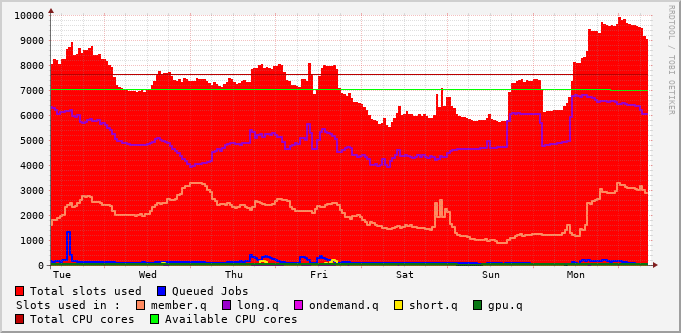 10000
9000
8000
7000
6000
5000
4000
3000
2000
1000
0
Tue Wed Thu Fri Sat Sun Mon
Total slots used Queued Jobs
Slots used in : member.q long.q ondemand.q short.q gpu.q
Total CPU cores Available CPU cores
RRDTOOL / TOBI OETIKER